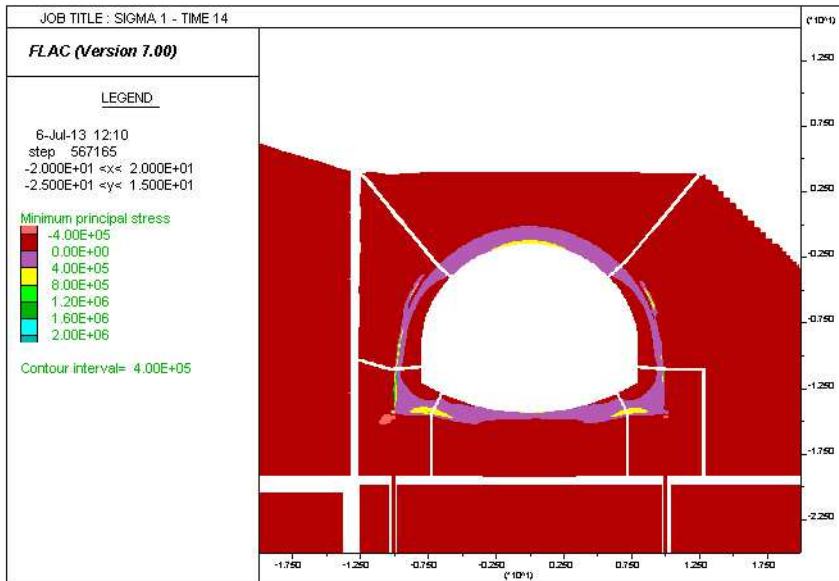 JOB TITLE : SIGMA 1 - TIME 14
(*10^1)
FLAC (Version 7.00)
LEGEND
6-Jul-13 12:10
step 567165
-2.000E+01 <x< 2.000E+01
-2.500E+01 <y< 1.500E+01
Minimum principal stress
-4.00E+05
0.00E+00
4.00E+05
8.00E+05
1.20E+06
1.60E+06
2.00E+06
Contour interval= 4.00E+05
1.250
0.750
0.250
-0.250
-0.750
-1.250
-1.750
-2.250
-1.750 -1.250 -0.750 -0.250 0.250 0.750 1.250 1.750
(*10^1)